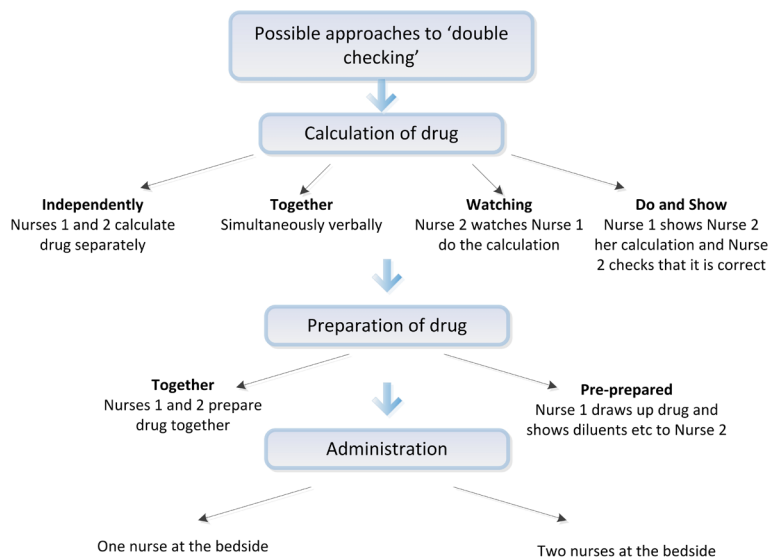 Possible approaches to ‘double
checking’
Calculation of drug
Independently
Nurses 1 and 2 calculate
drug separately
Together
Simultaneously verbally
Watching
Nurse 2 watches Nurse 1
do the calculation
Do and Show
Nurse 1 shows Nurse 2
her calculation and Nurse
2 checks that it is correct
Preparation of drug
Together
Nurses 1 and 2 prepare
drug together
Pre-prepared
Nurse 1 draws up drug and
shows diluents etc to Nurse 2
Administration
One nurse at the bedside
Two nurses at the bedside